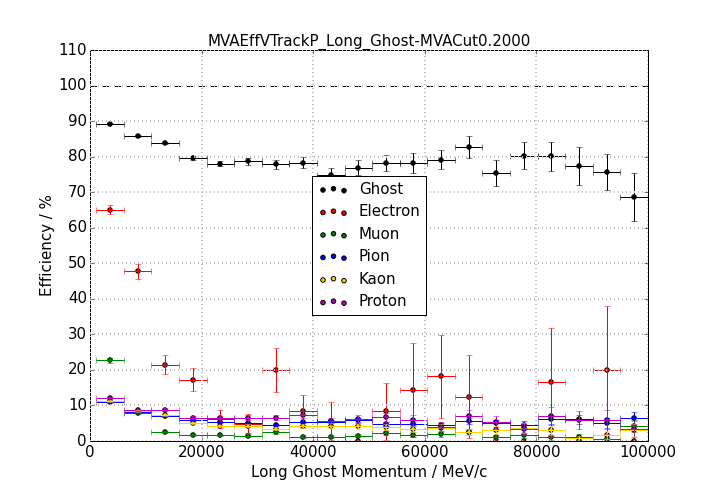 MVAEffVTrackP_Long_Ghost-MVACut0.2000
110
100
90
80
70
60
50
40
30
20
10
0
Efficiency / %
Ghost
Electron
Muon
Pion
Kaon
Proton
0
20000
40000
60000
80000
100000
Long Ghost Momentum / MeV/c